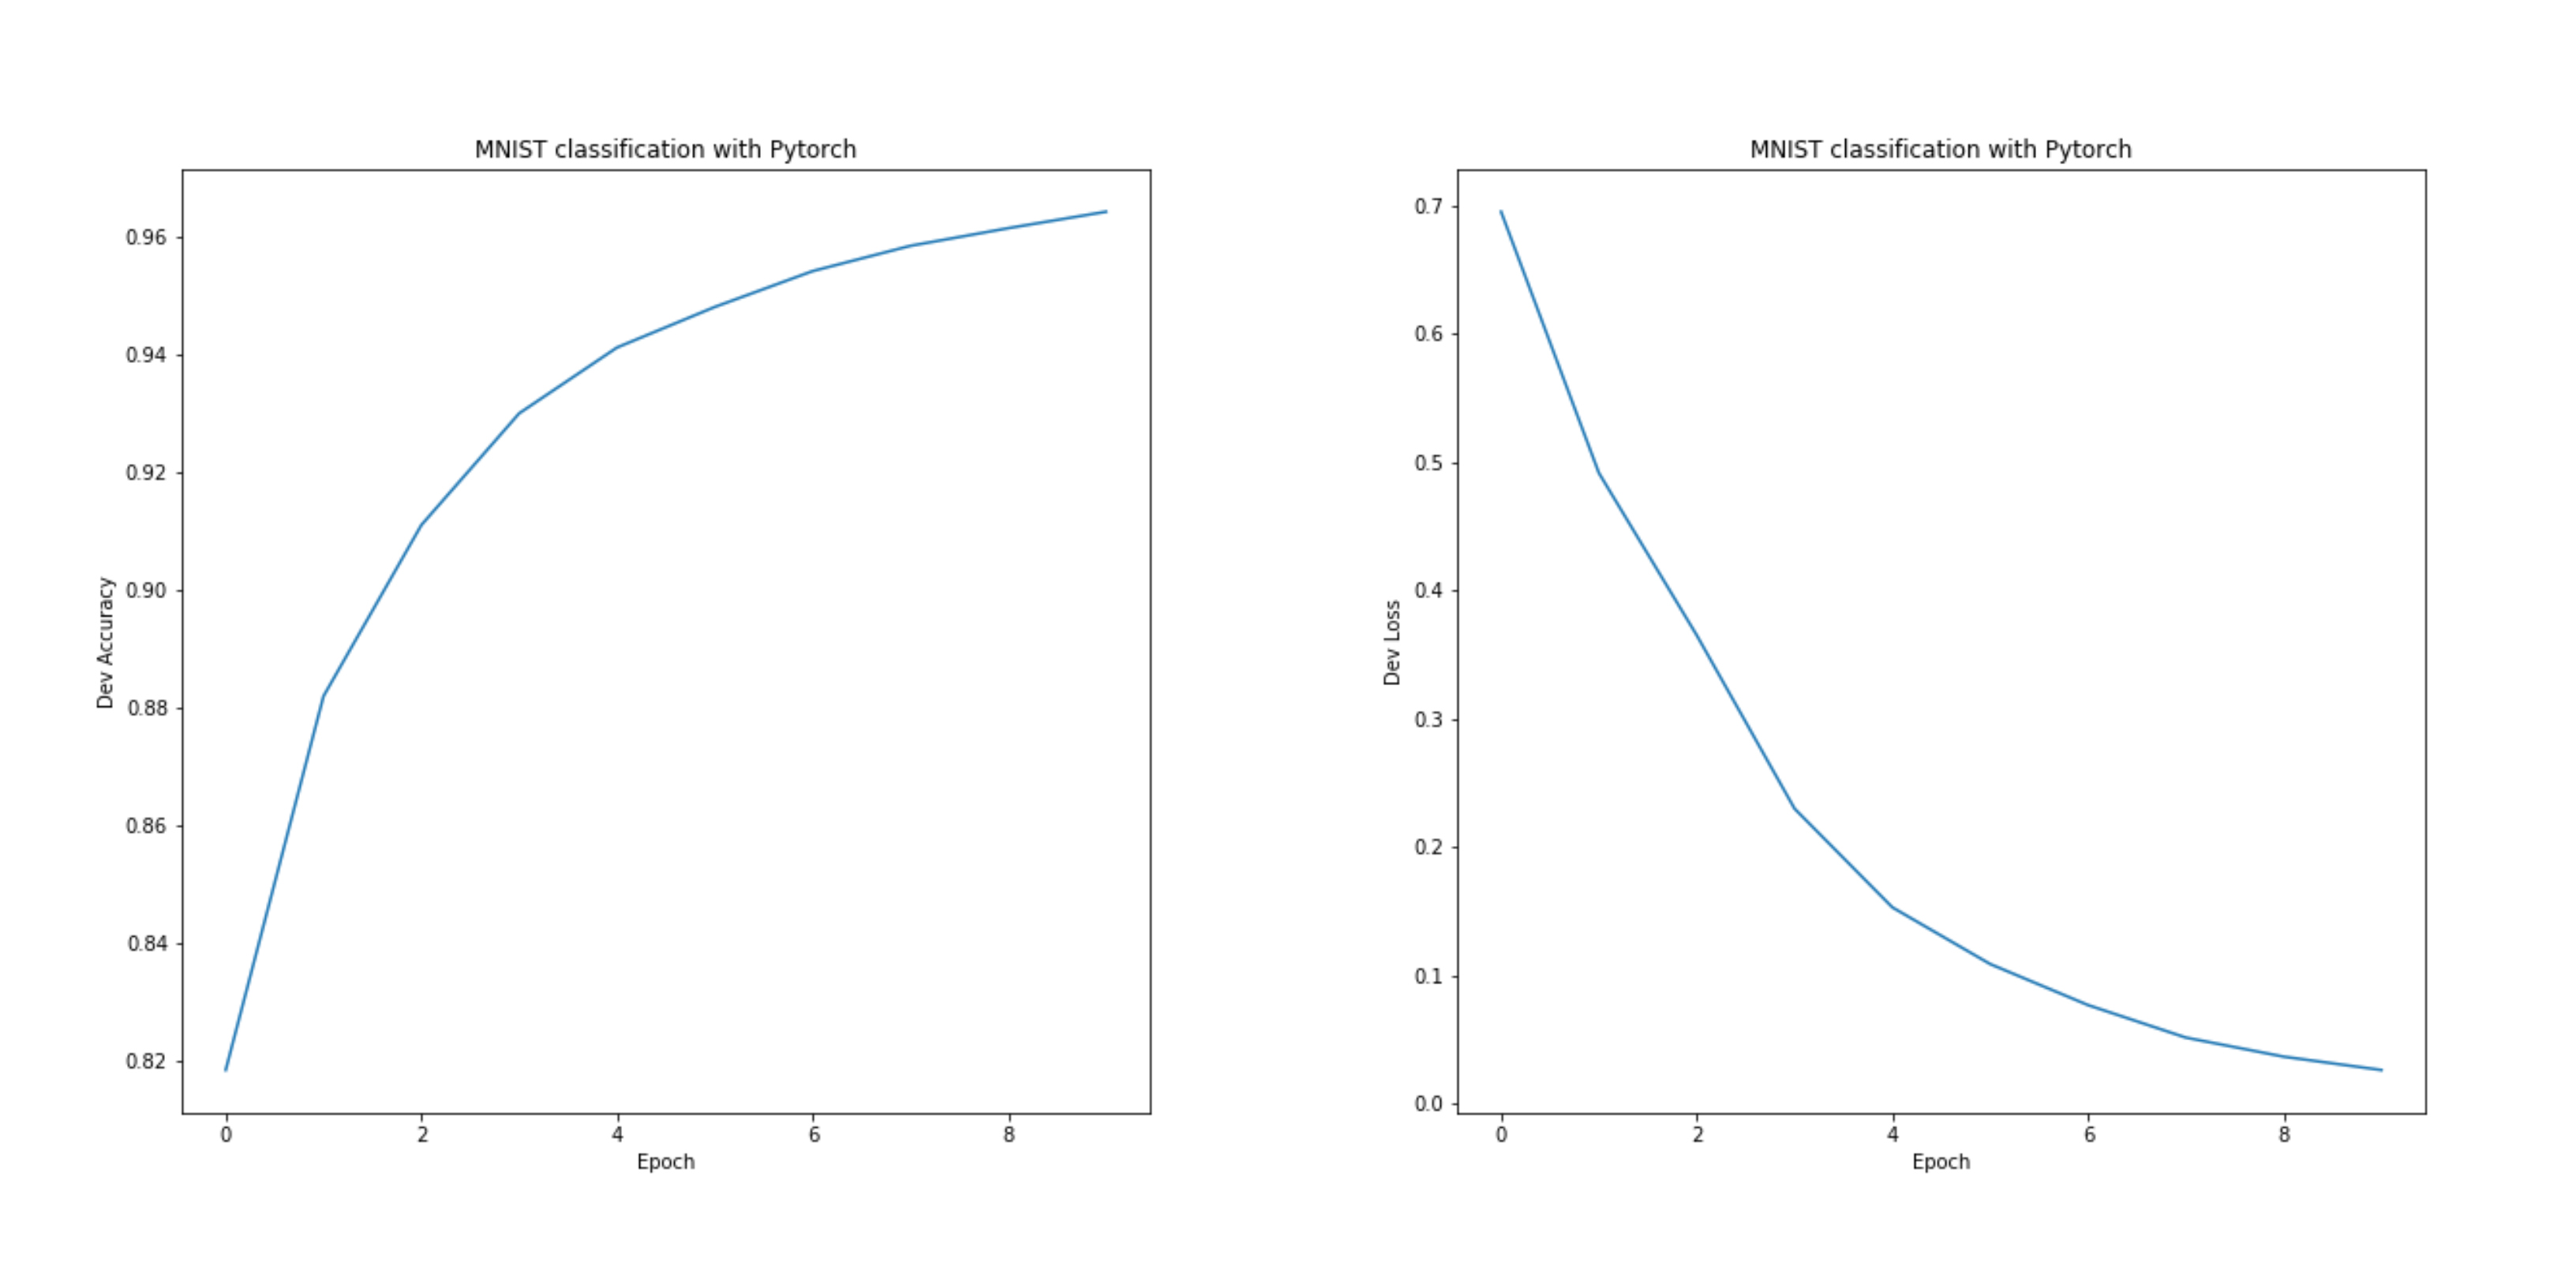 MNIST classification with Pytorch
0.96
0.94
0.92
0.90
0.88
0.86
0.84
0.82
Dev Accuracy
0 2 4 6 8
Epoch
MNIST classification with Pytorch
0.7
0.6
0.5
0.4
0.3
0.2
0.1
0.0
Dev Loss
0 2 4 6 8
Epoch